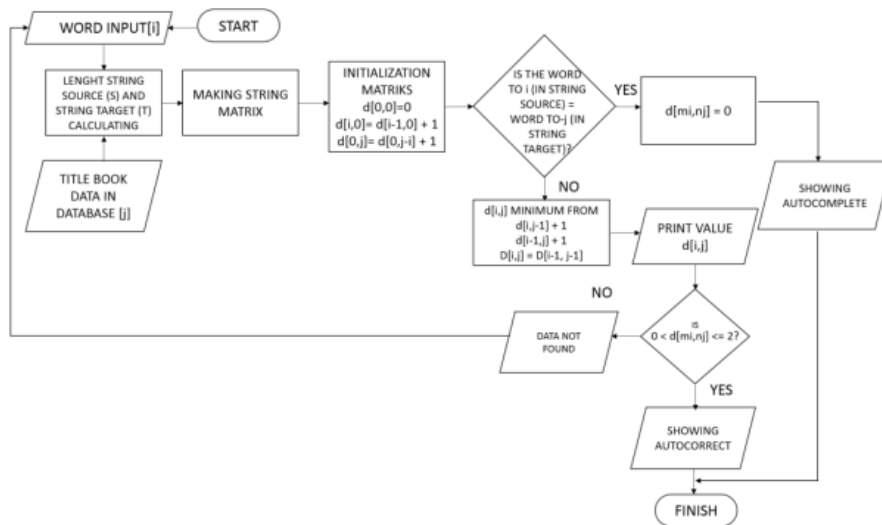 WORD INPUT[i]
START
LENGHT STRING
SOURCE (S) AND
STRING TARGET (T)
CALCULATING
MAKING STRING
MATRIX
INITIALIZATION
MATRIKS
d[0,0]=0
d[i,0]= d[i-1,0] + 1
d[0,j]= d[0,j-i] + 1
IS THE WORD
TO i (IN STRING
SOURCE) =
WORD TO-j (IN
STRING
TARGET)?
YES
d[mi,nj] = 0
TITLE BOOK
DATA IN
DATABASE [j]
SHOWING
AUTOCOMPLETE
NO
d[i,j] MINIMUM FROM
d[i,j-1] + 1
d[i-1,j] + 1
D[i,j] = D[i-1, j-1]
PRINT VALUE
d[i,j]
NO
IS
0 < d[mi,nj] <= 2?
DATA NOT
FOUND
YES
SHOWING
AUTOCORRECT
FINISH